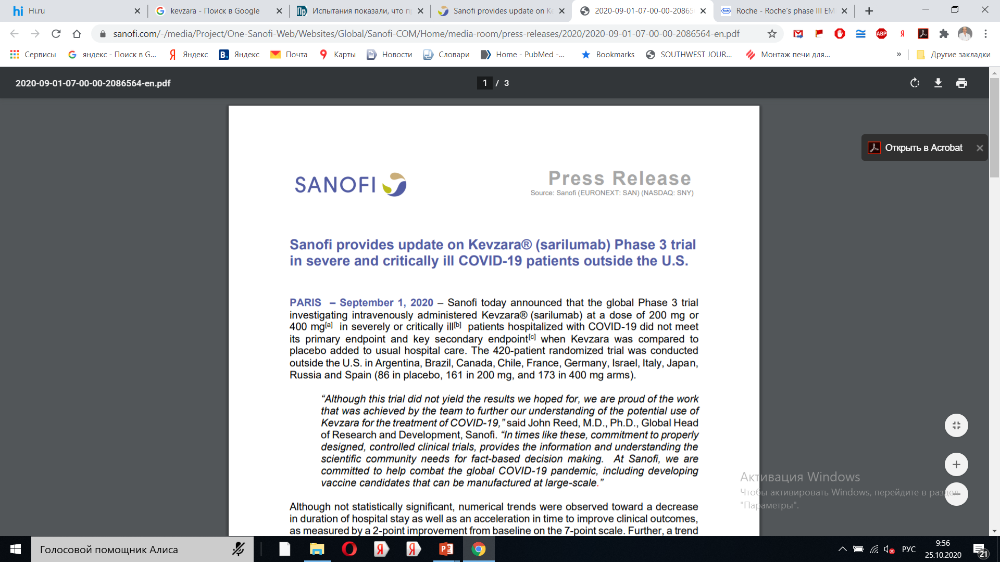 Hi.ru
kevzara - Поиск в Google
Испытания показали, что п
Sanofi provides update on Ke
2020-09-01-07-00-00-20865
Roche - Roche's phase III EM
sanofi.com/-/media/Project/One-Sanofi-Web/Websites/Global/Sanofi-COM/Home/media-room/press-releases/2020/2020-09-01-07-00-00-2086564-en.pdf
Сервисы
яндекс - Поиск в G...
Яндекс
Яндекс
Почта
Карты
Новости
Словари
Home - PubMed -...
Bookmarks
SOUTHWEST JOUR...
Монтаж печи для...
»
Другие закладки
2020-09-01-07-00-00-2086564-en.pdf
1 / 3
Открыть в Acrobat
SANOFI
Press Release
Source: Sanofi (EURONEXT: SAN) (NASDAQ: SNY)
Sanofi provides update on Kevzara® (sarilumab) Phase 3 trial
in severe and critically ill COVID-19 patients outside the U.S.
PARIS – September 1, 2020 – Sanofi today announced that the global Phase 3 trial
investigating intravenously administered Kevzara® (sarilumab) at a dose of 200 mg or
400 mg[a] in severely or critically ill[b] patients hospitalized with COVID-19 did not meet
its primary endpoint and key secondary endpoint[c] when Kevzara was compared to
placebo added to usual hospital care. The 420-patient randomized trial was conducted
outside the U.S. in Argentina, Brazil, Canada, Chile, France, Germany, Israel, Italy, Japan,
Russia and Spain (86 in placebo, 161 in 200 mg, and 173 in 400 mg arms).
“Although this trial did not yield the results we hoped for, we are proud of the work
that was achieved by the team to further our understanding of the potential use of
Kevzara for the treatment of COVID-19,” said John Reed, M.D., Ph.D., Global Head
of Research and Development, Sanofi. “In times like these, commitment to properly
designed, controlled clinical trials, provides the information and understanding the
scientific community needs for fact-based decision making. At Sanofi, we are
committed to help combat the global COVID-19 pandemic, including developing
vaccine candidates that can be manufactured at large-scale.”
Although not statistically significant, numerical trends were observed toward a decrease
in duration of hospital stay as well as an acceleration in time to improve clinical outcomes,
as measured by a 2-point improvement from baseline on the 7-point scale. Further, a trend
Активация Windows
Чтобы активировать Windows, перейдите в раздел
"Параметры".
Голосовой помощник Алиса
РУС
9:56
25.10.2020
21